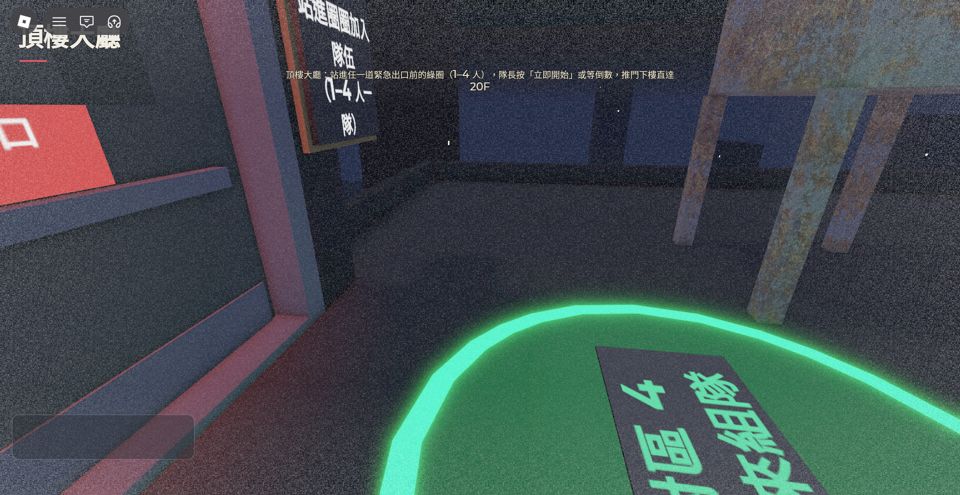 頂樓大廳
站進圈圈加入
隊伍
(1–4 人一
隊)
頂樓大廳：站進任一道緊急出口前的綠圈（1–4 人），隊長按「立即開始」或等倒數，推門下樓直達
20F
口
區 4
來組隊